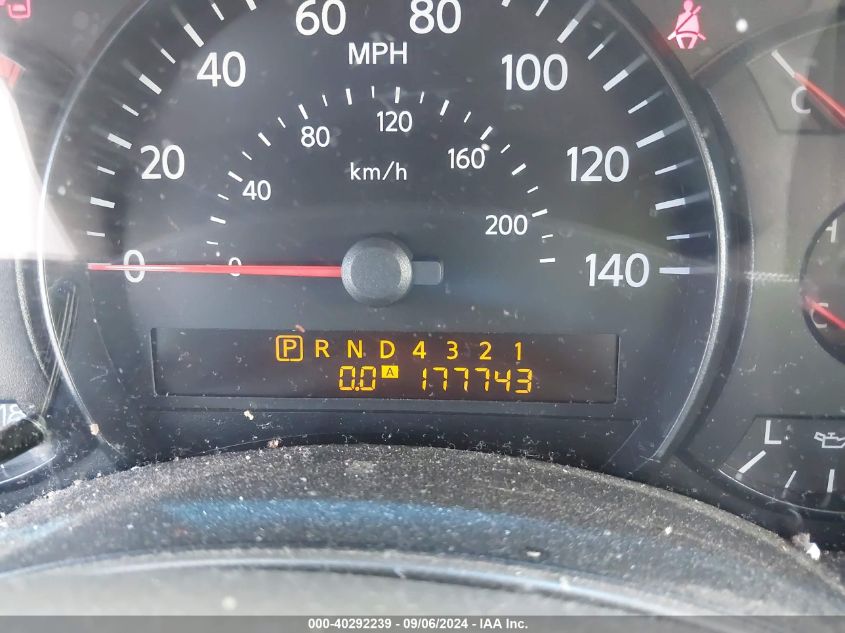 60 80
MPH
40 100
80 120 160
20 km/h 120
40 200
0 0 140
P R N D 4 3 2 1
0.0 A 177743
C
H
C
L
18
000-40292239 - 09/06/2024 - IAA Inc.